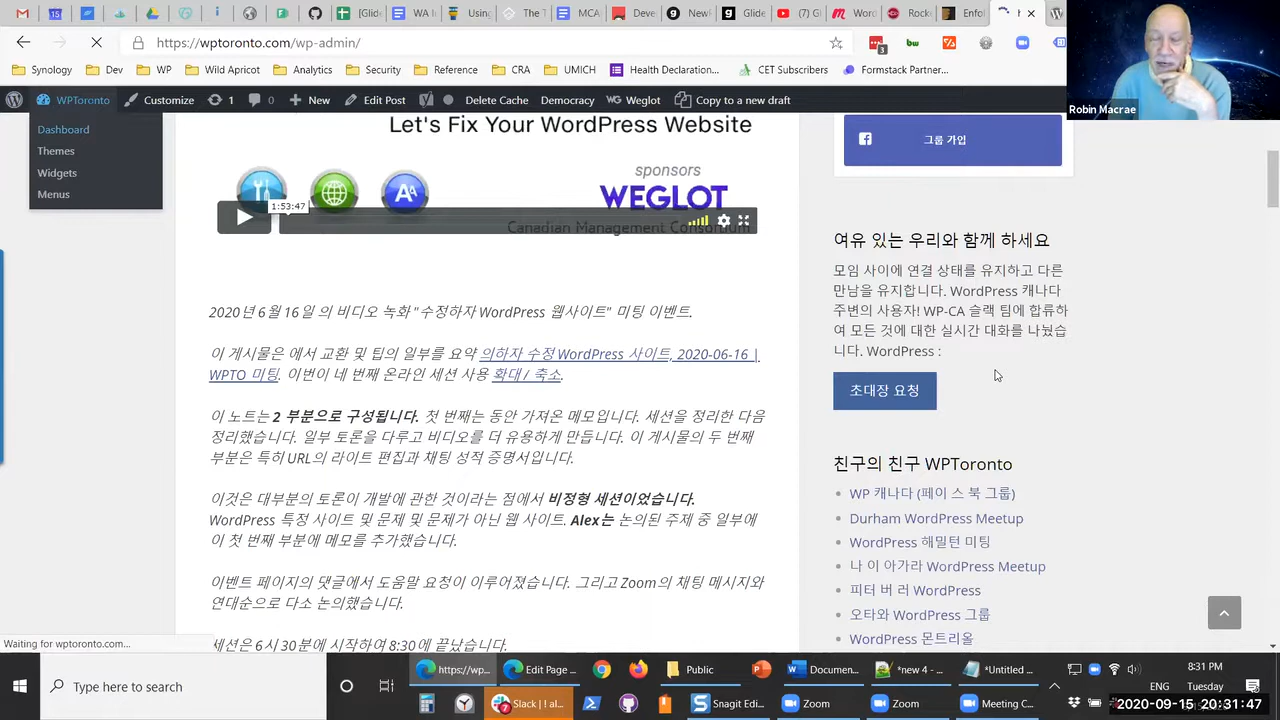 [Glide
WA I
Using
The T
MCA
Deve
Glide
(7) G
Word
Rock
Enfol
https://wptoronto.com/wp-admin/
3
bw
Synology
Dev
WP
Wild Apricot
Analytics
Security
Reference
CRA
UMICH
Health Declaration...
CET Subscribers
Formstack Partner...
Robin Macrae
WPToronto
Customize
1
0
New
Edit Post
Delete Cache
Democracy
Weglot
Copy to a new draft
Dashboard
Themes
Widgets
Menus
Let's Fix Your WordPress Website
sponsors
WEGLOT
Canadian Management Consortium
1:53:47
2020년 6월 16일 의 비디오 녹화 "수정하자 WordPress 웹사이트" 미팅 이벤트.
이 게시물은 에서 교환 및 팁의 일부를 요약 의하자 수정 WordPress 사이트, 2020-06-16 |
WPTO 미팅. 이번이 네 번째 온라인 세션 사용 확대 / 축소.
이 노트는 2 부분으로 구성됩니다. 첫 번째는 동안 가져온 메모입니다. 세션을 정리한 다음
정리했습니다. 일부 토론을 다루고 비디오를 더 유용하게 만듭니다. 이 게시물의 두 번째
부분은 특히 URL의 라이트 편집과 채팅 성적 증명서입니다.
이것은 대부분의 토론이 개발에 관한 것이라는 점에서 비정형 세션이었습니다.
WordPress 특정 사이트 및 문제 및 문제가 아닌 웹 사이트. Alex는 논의된 주제 중 일부에
이 첫 번째 부분에 메모를 추가했습니다.
이벤트 페이지의 댓글에서 도움말 요청이 이루어졌습니다. 그리고 Zoom의 채팅 메시지와
연대순으로 다소 논의했습니다.
세션은 6시 30분에 시작하여 8:30에 끝났습니다.
그룹 가입
여유 있는 우리와 함께 하세요
모임 사이에 연결 상태를 유지하고 다른
만남을 유지합니다. WordPress 캐나다
주변의 사용자! WP-CA 슬랙 팀에 합류하
여 모든 것에 대한 실시간 대화를 나눴습
니다. WordPress :
초대장 요청
친구의 친구 WPToronto
WP 캐나다 (페이 스 북 그룹)
Durham WordPress Meetup
WordPress 해밀턴 미팅
나 이 아가라 WordPress Meetup
피터 버 러 WordPress
오타와 WordPress 그룹
WordPress 몬트리올
Waiting for wptoronto.com...
Type here to search
https://wp...
Edit Page ...
Public
Documen...
*new 4 - ...
*Untitled ...
Slack | ! al...
Snagit Edi...
Zoom
Zoom
Meeting C...
ENG
8:31 PM
Tuesday
2020-09-15 20:31:47